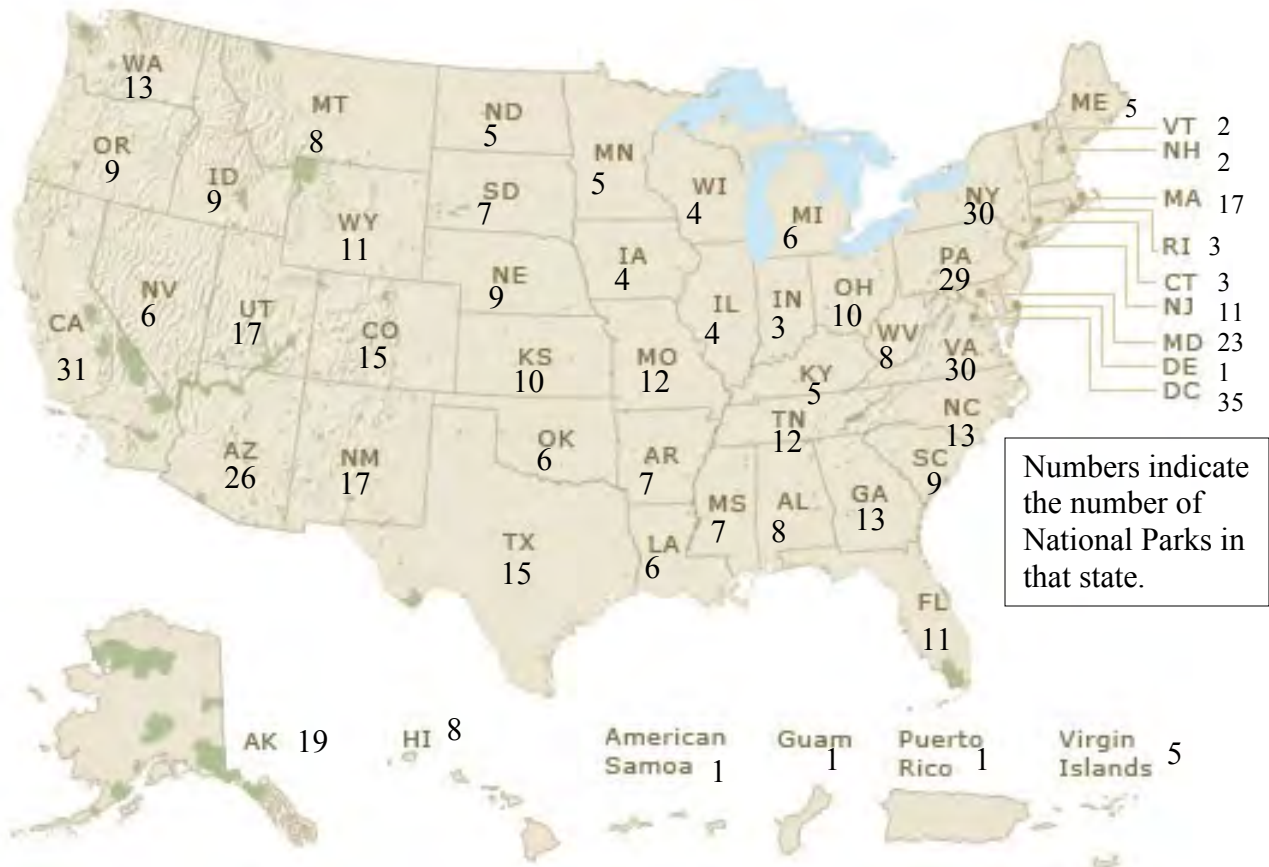 WA
13
MT
8
ND
5
MN
5
ME 5
VT 2
NH 2
OR
9
ID
9
SD
7
WI
4
MI
6
NY
30
MA 17
RI 3
CT 3
NJ 11
MD 23
DE 1
DC 35
WY
11
IA
4
PA
29
NE
9
NV
6
UT
17
CO
15
IL
4
IN
3
OH
10
WV
8
VA
30
CA
31
KS
10
MO
12
KY
5
NC
13
TN
12
AZ
26
NM
17
OK
6
AR
7
SC
9
MS
7
AL
8
GA
13
TX
15
LA
6
FL
11
Numbers indicate
the number of
National Parks in
that state.
AK 19
HI 8
American
Samoa 1
Guam
1
Puerto
Rico 1
Virgin
Islands 5